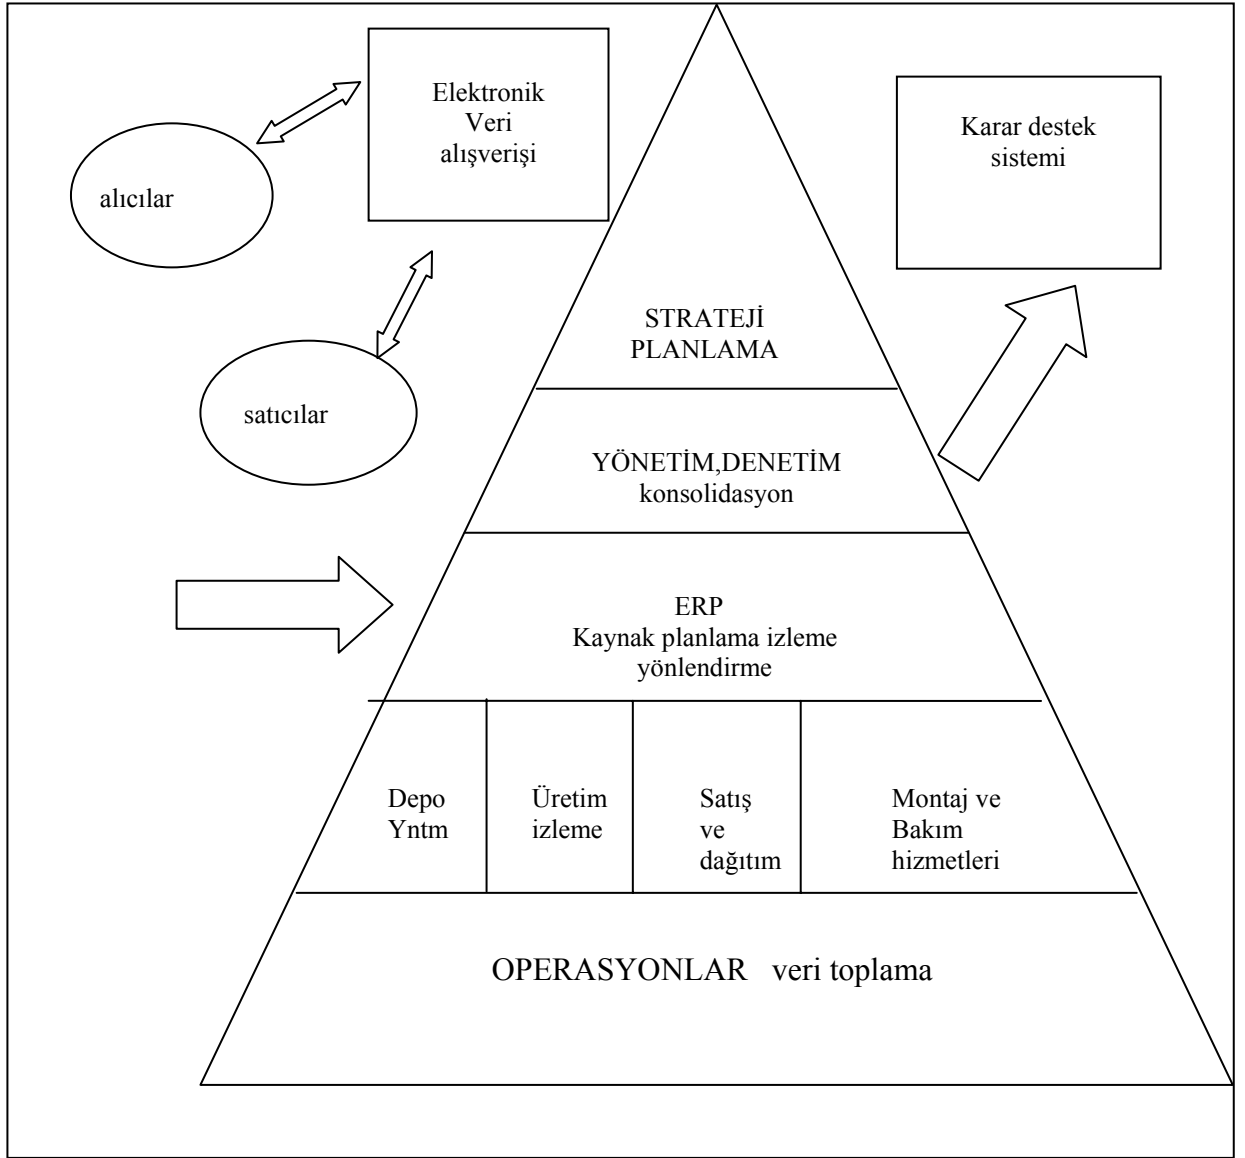 Elektronik
Veri
alışverişi
Karar destek
sistemi
alıcılar
satıcılar
STRATEJİ
PLANLAMA
YÖNETİM,DENETİM
konsolidasyon
ERP
Kaynak planlama izleme
yönlendirme
Depo
Yntm
Üretim
izleme
Satış
ve
dağıtım
Montaj ve
Bakım
hizmetleri
OPERASYONLAR veri toplama